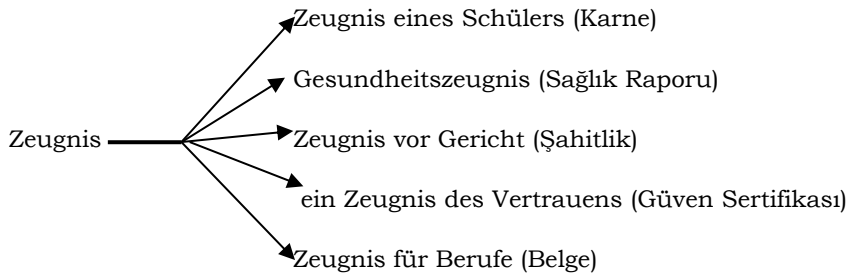 Zeugnis eines Schülers (Karne)
Gesundheitszeugnis (Sağlık Raporu)
Zeugnis
Zeugnis vor Gericht (Şahitlik)
ein Zeugnis des Vertrauens (Güven Sertifikası)
Zeugnis für Berufe (Belge)